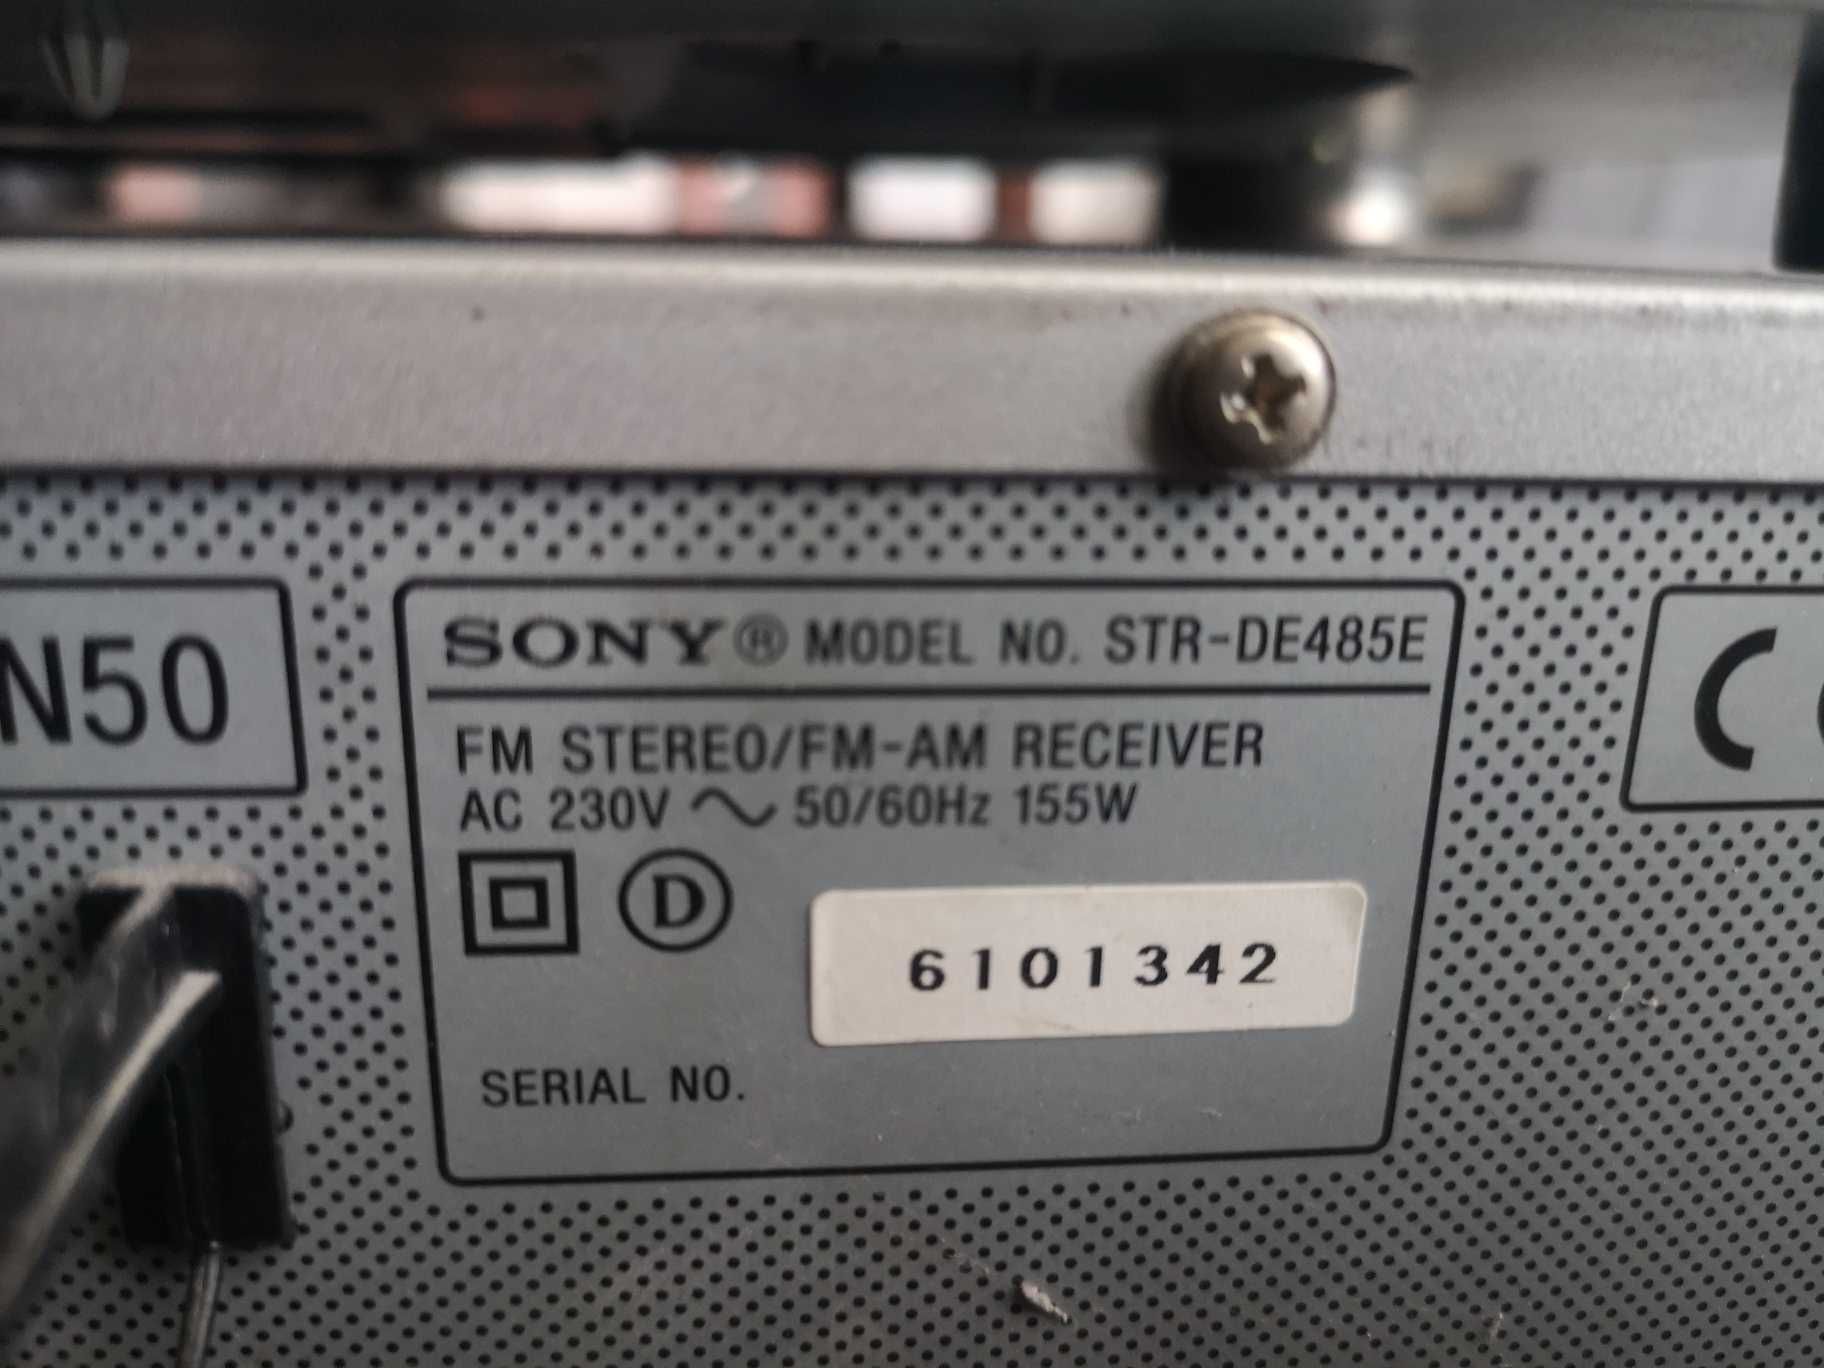 N50
SONY® MODEL NO. STR-DE485E
FM STEREO/FM-AM RECEIVER
AC 230V ~ 50/60Hz 155W
D
6101342
SERIAL NO.
C